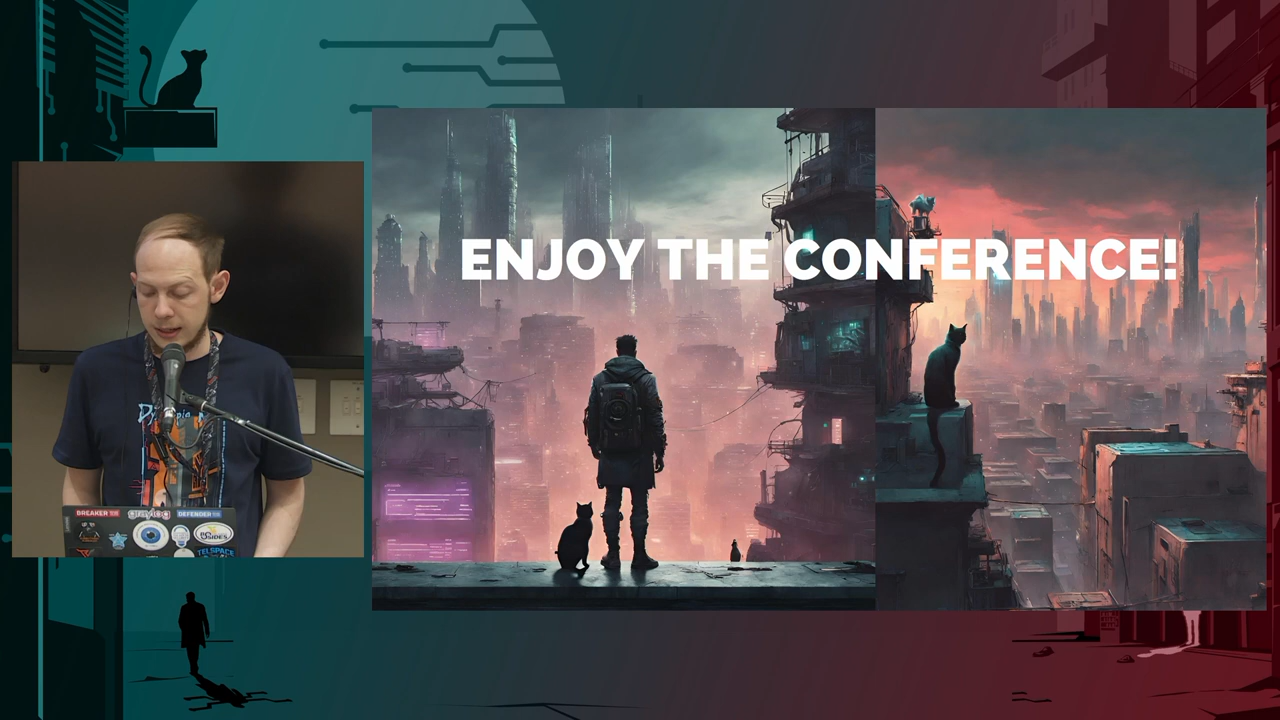 ENJOY THE CONFERENCE!
BREAKER
DEFENDER
TELSPACE